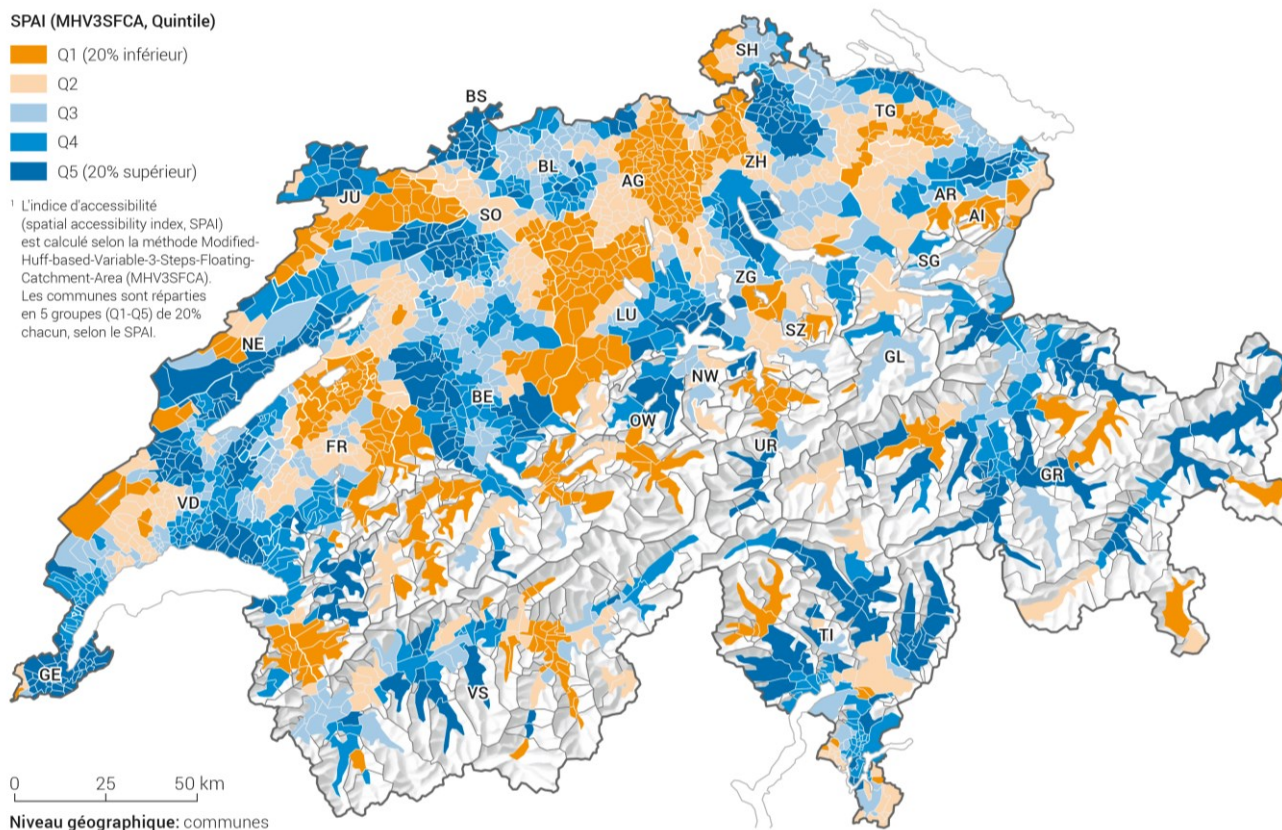 SPAI (MHV3SFCA, Quintile)
Q1 (20% inférieur)
Q2
Q3
Q4
Q5 (20% supérieur)
¹ L'indice d'accessibilité
(spatial accessibility index, SPAI)
est calculé selon la méthode Modified-
Huff-based-Variable-3-Steps-Floating-
Catchment-Area (MHV3SFCA).
Les communes sont réparties
en 5 groupes (Q1-Q5) de 20%
chacun, selon le SPAI.
SH
BS
TG
BL
ZH
AG
JU
AR
SO
AI
SG
ZG
LU
SZ
NE
GL
NW
BE
OW
FR
UR
GR
VD
TI
GE
VS
0 25 50 km
Niveau géographique: communes